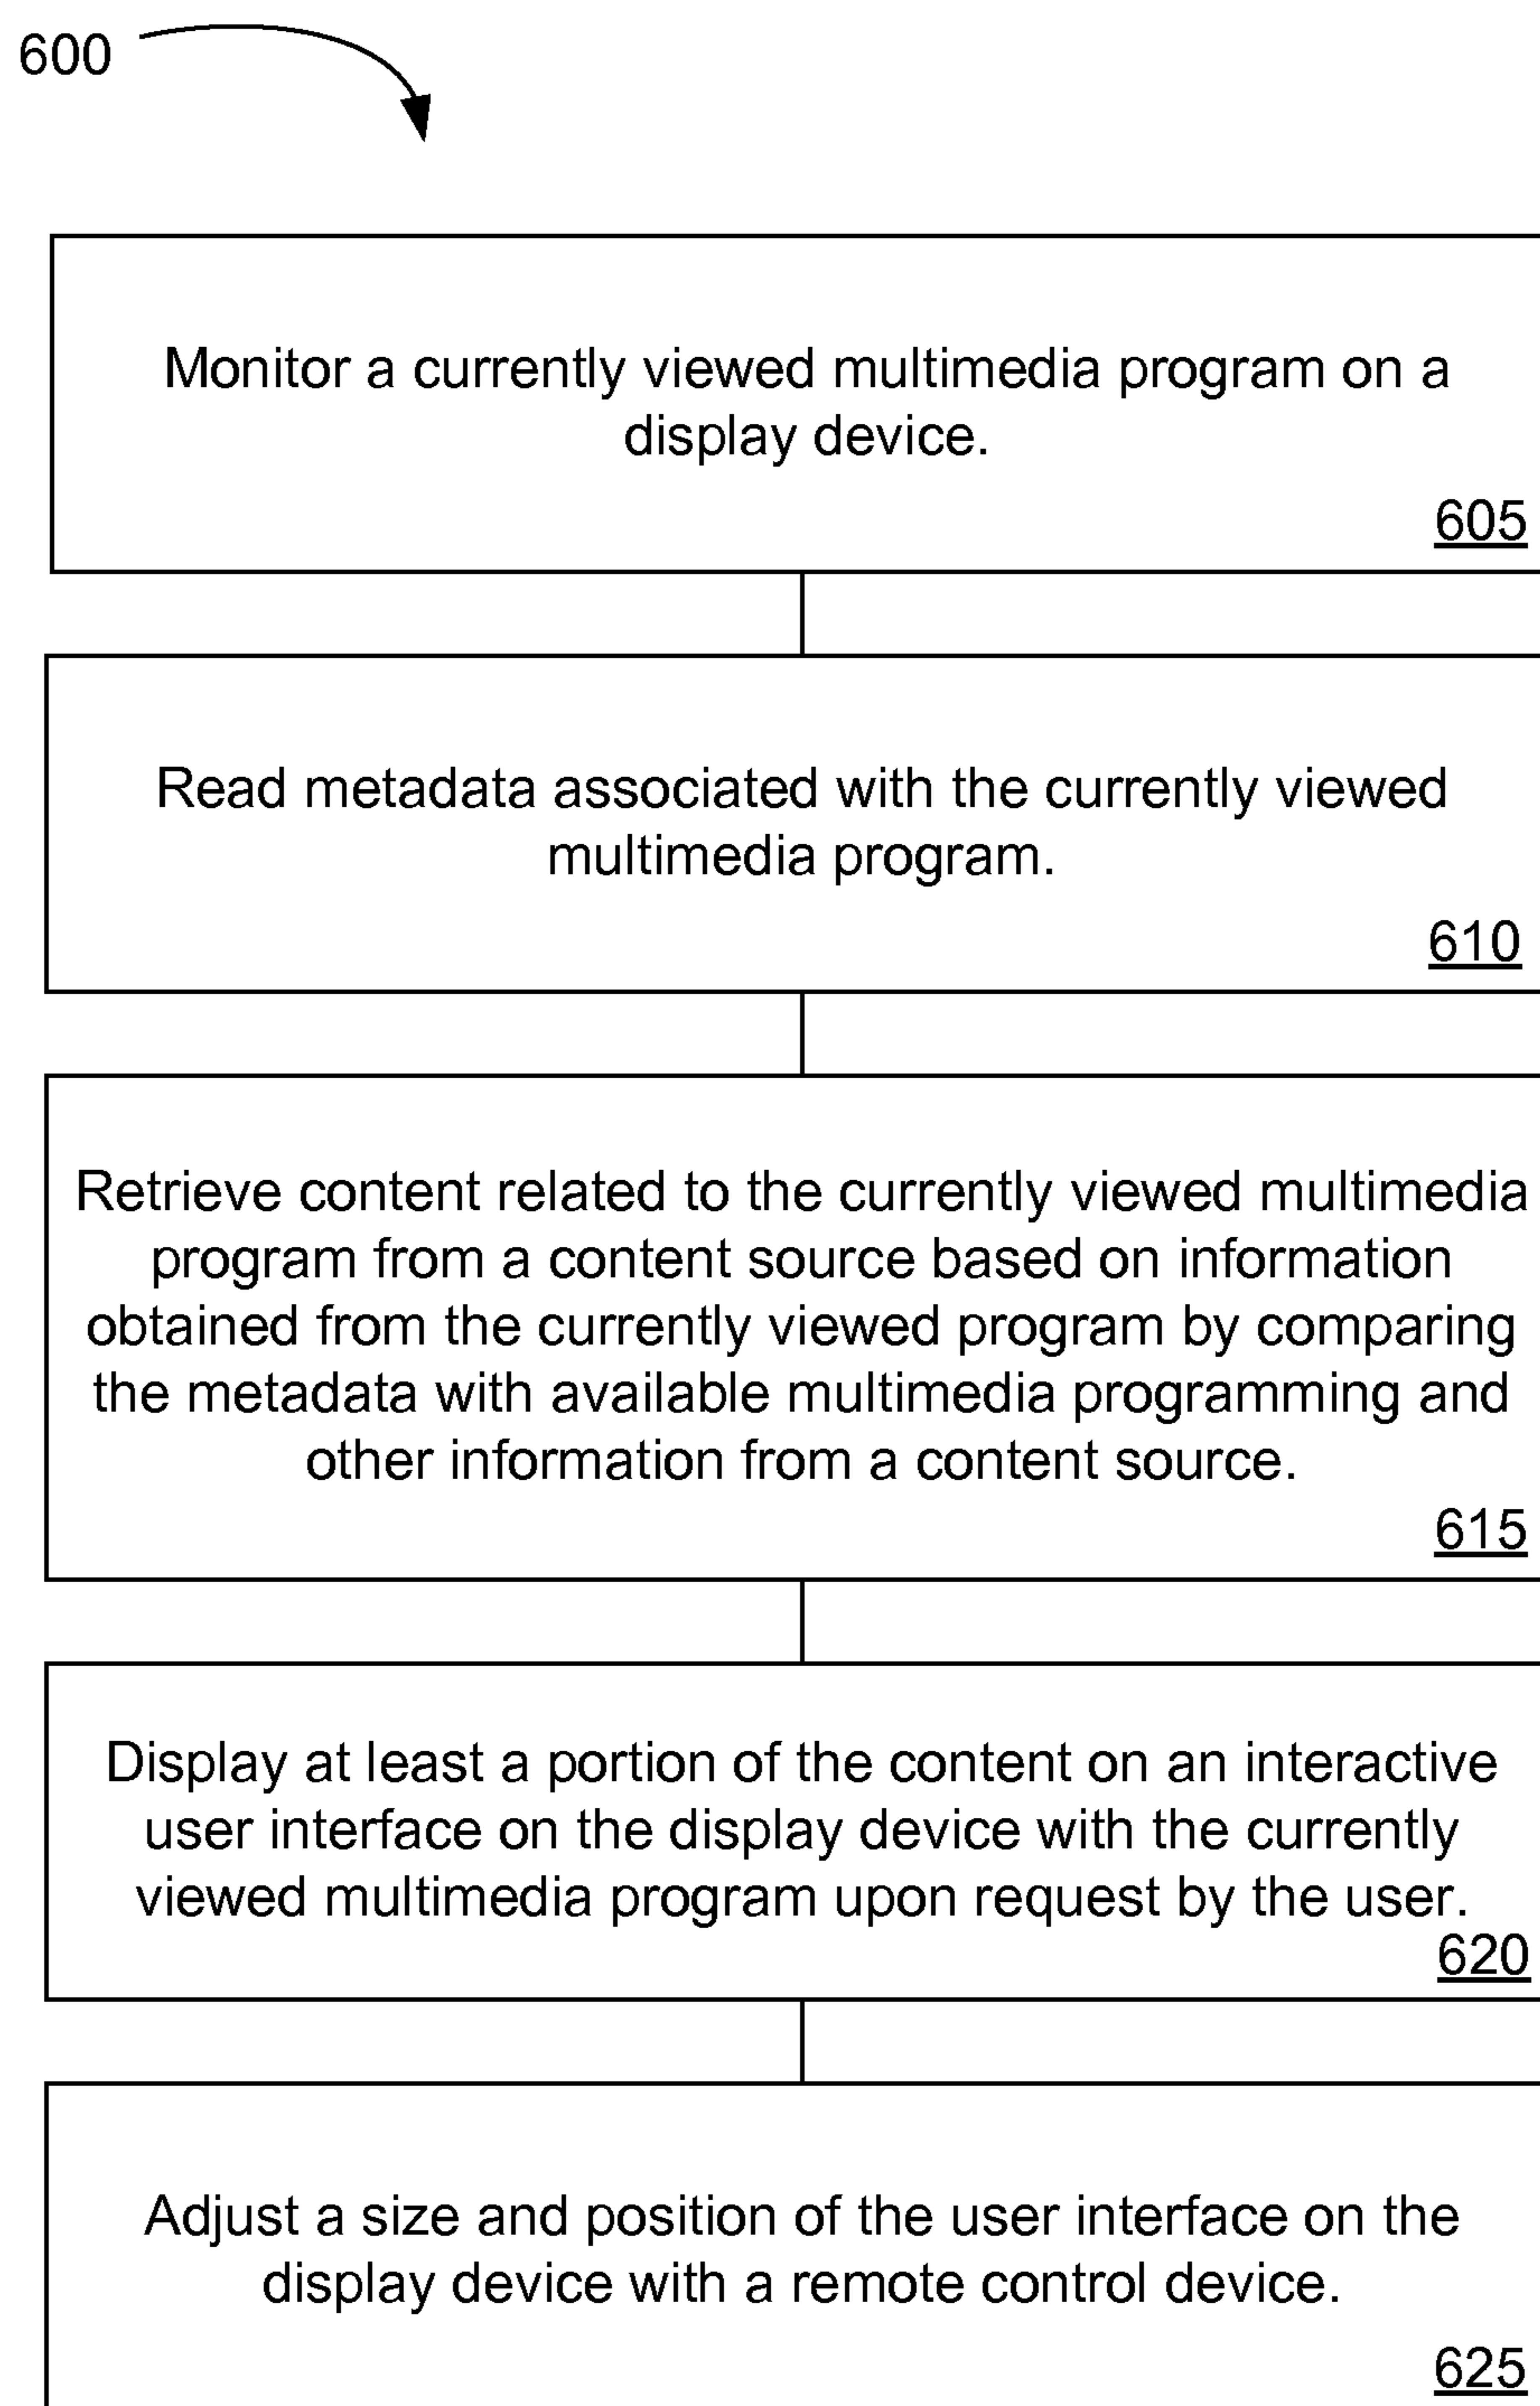 600
Monitor a currently viewed multimedia program on a
display device.
605
Read metadata associated with the currently viewed
multimedia program.
610
Retrieve content related to the currently viewed multimedia
program from a content source based on information
obtained from the currently viewed program by comparing
the metadata with available multimedia programming and
other information from a content source.
615
Display at least a portion of the content on an interactive
user interface on the display device with the currently
viewed multimedia program upon request by the user.
620
Adjust a size and position of the user interface on the
display device with a remote control device.
625